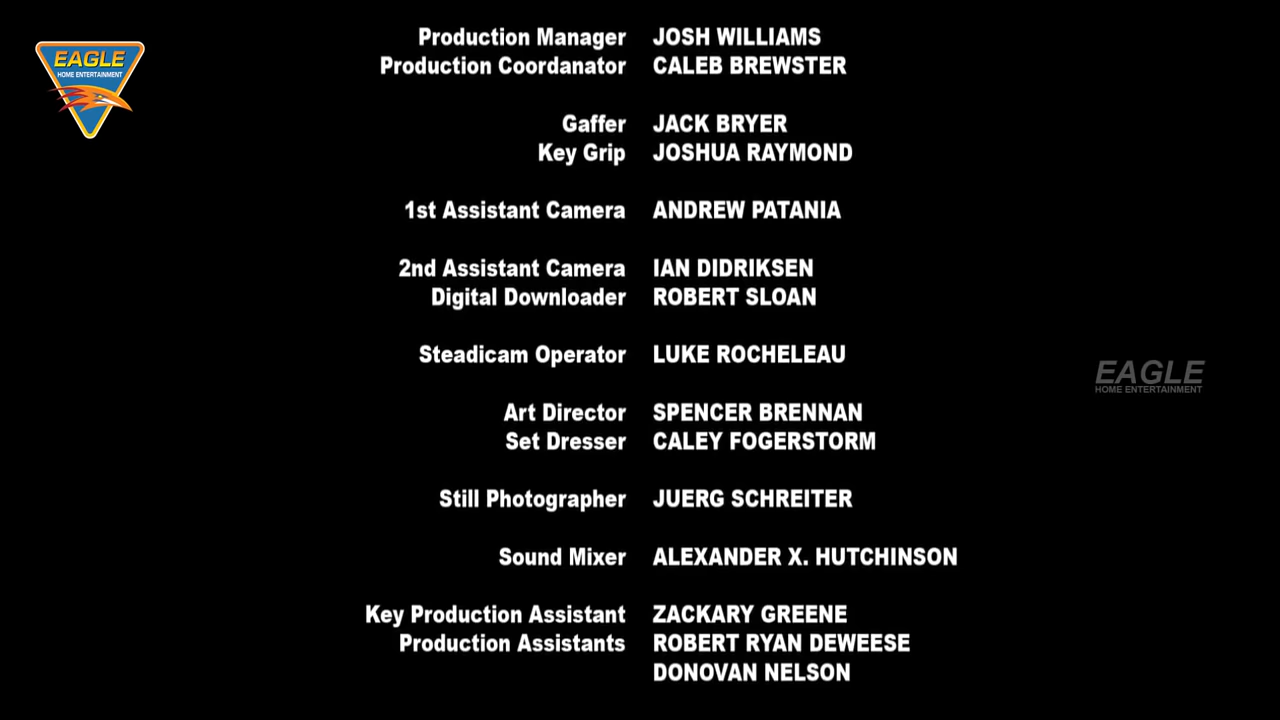 EAGLE
HOME ENTERTAINMENT
Production Manager JOSH WILLIAMS
Production Coordanator CALEB BREWSTER
Gaffer JACK BRYER
Key Grip JOSHUA RAYMOND
1st Assistant Camera ANDREW PATANIA
2nd Assistant Camera IAN DIDRIKSEN
Digital Downloader ROBERT SLOAN
Steadicam Operator LUKE ROCHELEAU
EAGLE
HOME ENTERTAINMENT
Art Director SPENCER BRENNAN
Set Dresser CALEY FOGERSTORM
Still Photographer JUERG SCHREITER
Sound Mixer ALEXANDER X. HUTCHINSON
Key Production Assistant ZACKARY GREENE
Production Assistants ROBERT RYAN DEWEESE
DONOVAN NELSON